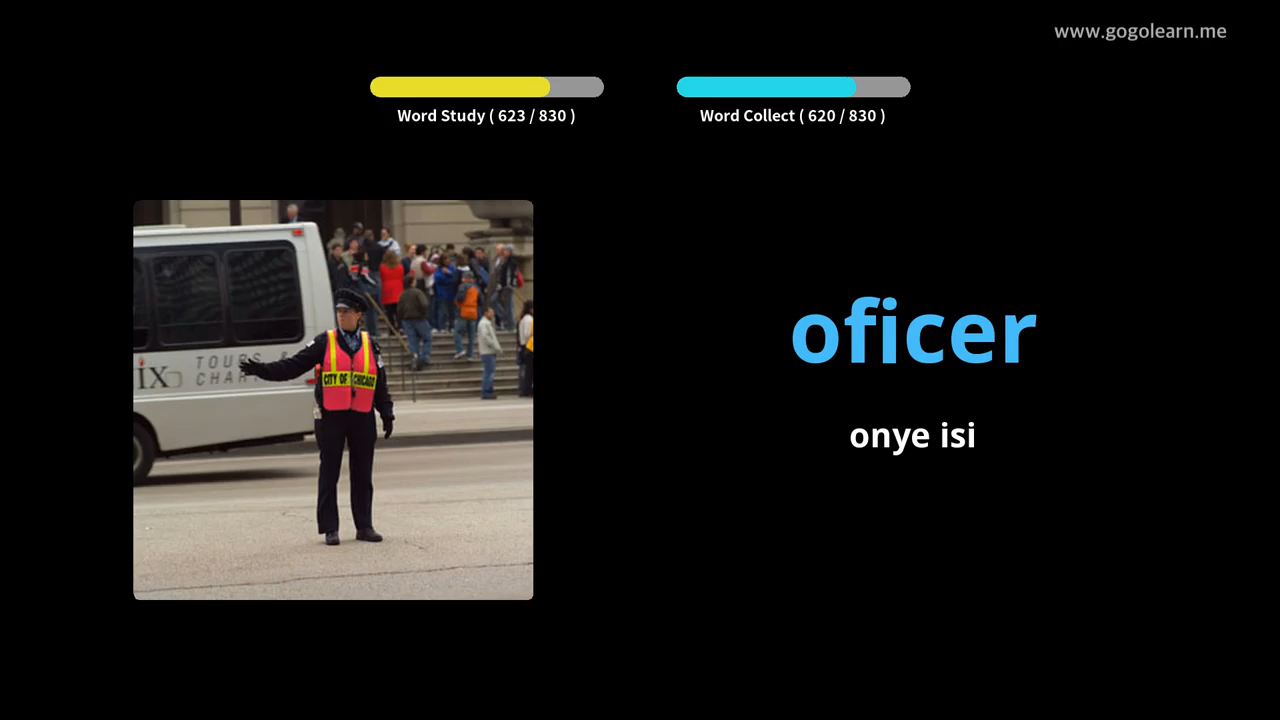 www.gogolearn.me
Word Study ( 623 / 830 )
Word Collect ( 620 / 830 )
IX
TOURS &
CHAR
CITY OF CHICAGO
oficer
onye isi